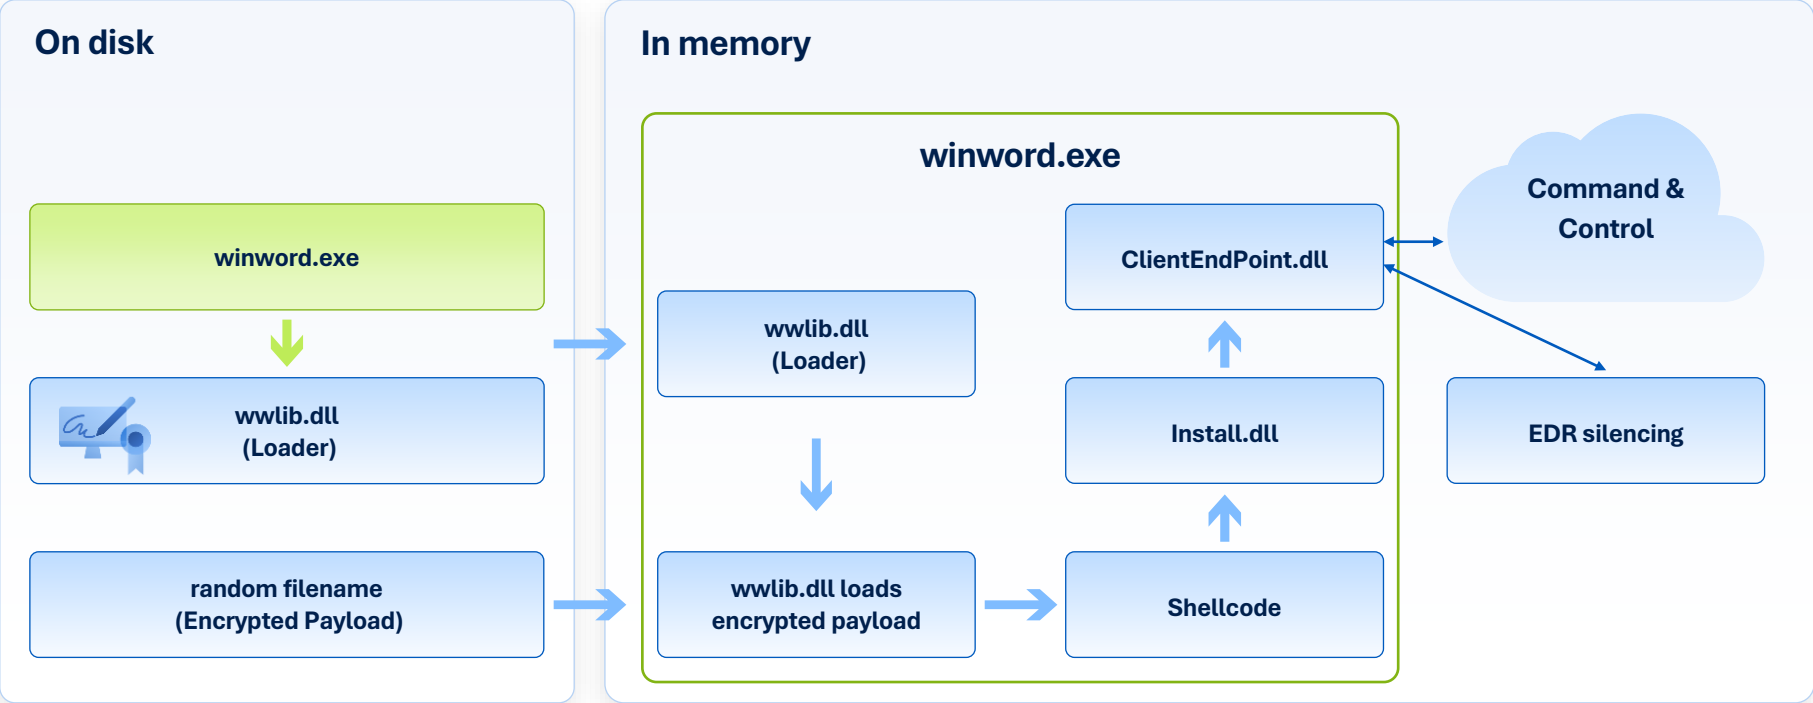 On disk
winword.exe
wwlib.dll
(Loader)
random filename
(Encrypted Payload)
In memory
winword.exe
wwlib.dll
(Loader)
wwlib.dll loads
encrypted payload
Shellcode
Install.dll
ClientEndPoint.dll
Command &
Control
EDR silencing